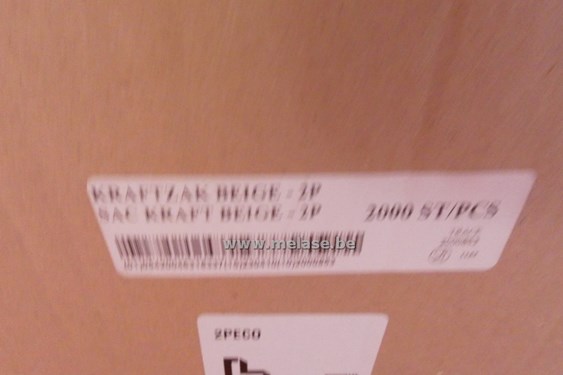 KRAFTZAK BEIGE - 2P
SAC KRAFT BEIGE - 2P
2000 ST/PCS
www.melase.be
2PECO